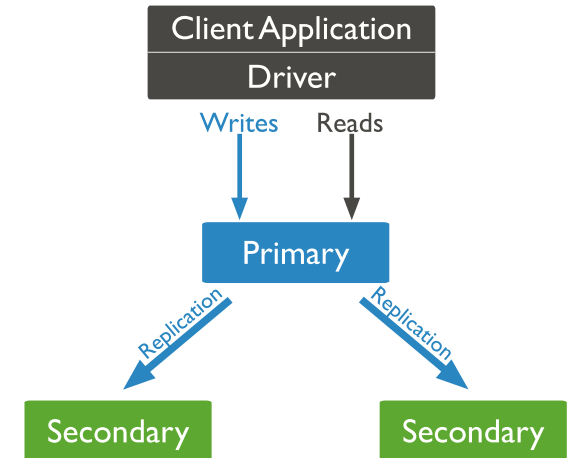 Client Application
Driver
Writes
Reads
Primary
Replication
Replication
Secondary
Secondary